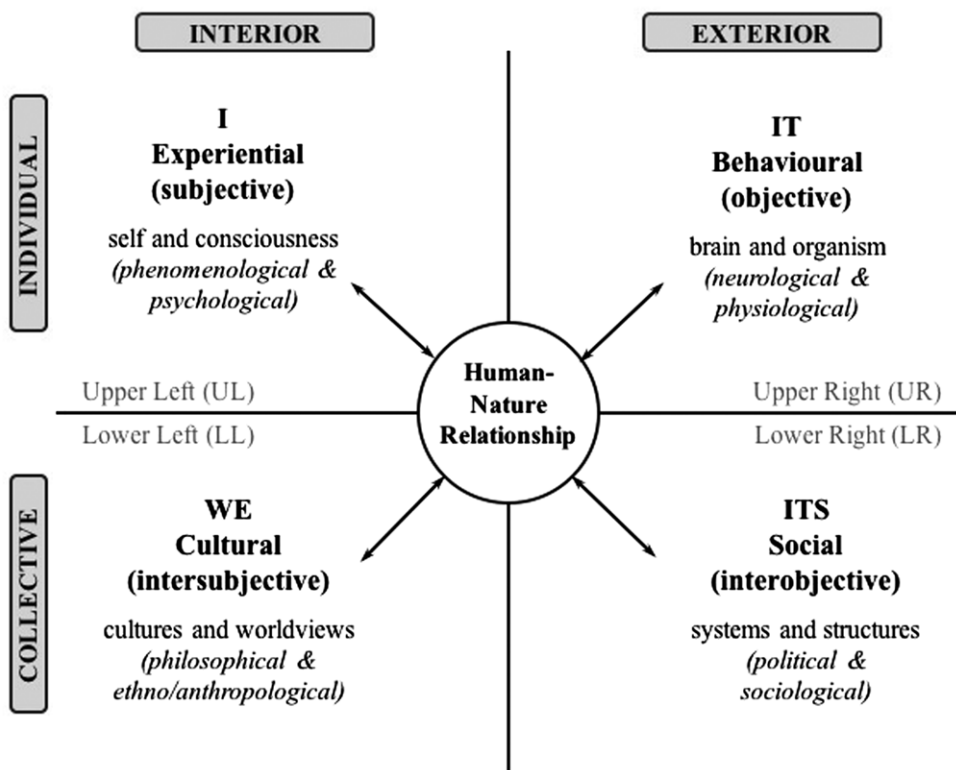 INTERIOR
EXTERIOR
INDIVIDUAL
I
Experiential
(subjective)
self and consciousness
(phenomenological &
psychological)
IT
Behavioural
(objective)
brain and organism
(neurological &
physiological)
Upper Left (UL)
Upper Right (UR)
Human-
Nature
Relationship
Lower Left (LL)
Lower Right (LR)
COLLECTIVE
WE
Cultural
(intersubjective)
cultures and worldviews
(philosophical &
ethno/anthropological)
ITS
Social
(interobjective)
systems and structures
(political &
sociological)